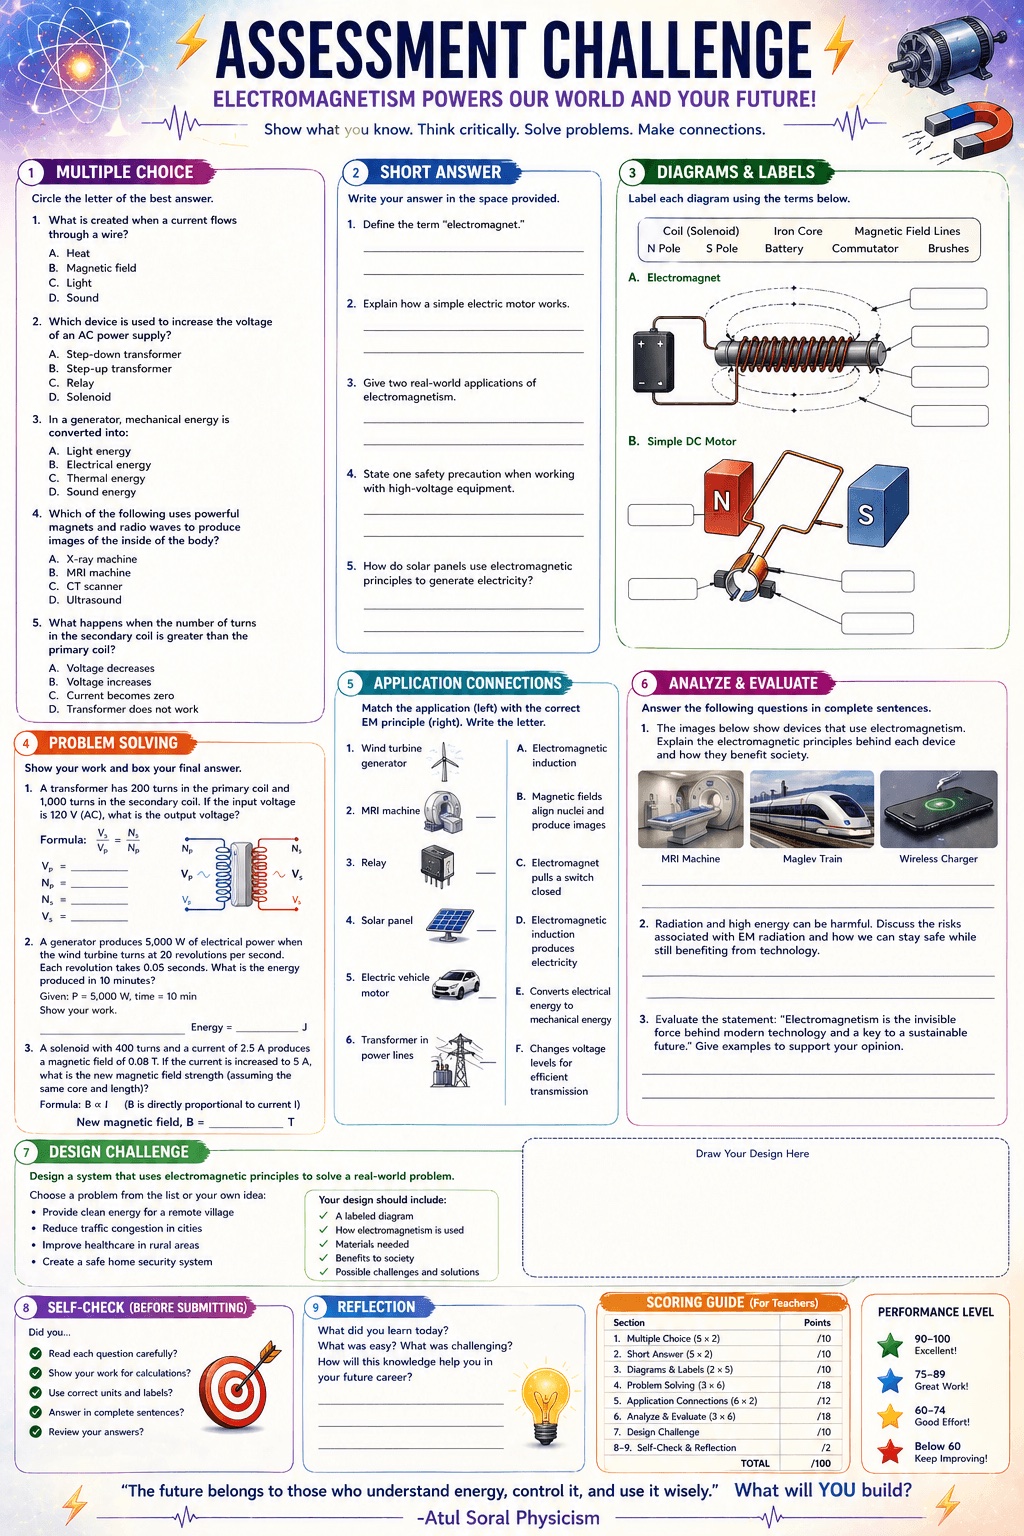 ASSESSMENT CHALLENGE
ELECTROMAGNETISM POWERS OUR WORLD AND YOUR FUTURE!
Show what you know. Think critically. Solve problems. Make connections.
1 MULTIPLE CHOICE
Circle the letter of the best answer.
1. What is created when a current flows
through a wire?
A. Heat
B. Magnetic field
C. Light
D. Sound
2. Which device is used to increase the voltage
of an AC power supply?
A. Step-down transformer
B. Step-up transformer
C. Relay
D. Solenoid
3. In a generator, mechanical energy is
converted into:
A. Light energy
B. Electrical energy
C. Thermal energy
D. Sound energy
4. Which of the following uses powerful
magnets and radio waves to produce
images of the inside of the body?
A. X-ray machine
B. MRI machine
C. CT scanner
D. Ultrasound
5. What happens when the number of turns
in the secondary coil is greater than the
primary coil?
A. Voltage decreases
B. Voltage increases
C. Current becomes zero
D. Transformer does not work
2 SHORT ANSWER
Write your answer in the space provided.
1. Define the term "electromagnet."
2. Explain how a simple electric motor works.
3. Give two real-world applications of
electromagnetism.
4. State one safety precaution when working
with high-voltage equipment.
5. How do solar panels use electromagnetic
principles to generate electricity?
3 DIAGRAMS & LABELS
Label each diagram using the terms below.
Coil (Solenoid) Iron Core Magnetic Field Lines
N Pole S Pole Battery Commutator Brushes
A. Electromagnet
+ +
– +
B. Simple DC Motor
N
S
4 PROBLEM SOLVING
Show your work and box your final answer.
1. A transformer has 200 turns in the primary coil and
1,000 turns in the secondary coil. If the input voltage
is 120 V (AC), what is the output voltage?
Formula: Vs/Vp = Ns/Np
Vp = ________
Np = ________
Ns = ________
Vs = ________
Np Ns
Vp Vs
Vp Vs
2. A generator produces 5,000 W of electrical power when
the wind turbine turns at 20 revolutions per second.
Each revolution takes 0.05 seconds. What is the energy
produced in 10 minutes?
Given: P = 5,000 W, time = 10 min
Show your work.
________ Energy = ________ J
3. A solenoid with 400 turns and a current of 2.5 A produces
a magnetic field of 0.08 T. If the current is increased to 5 A,
what is the new magnetic field strength (assuming the
same core and length)?
Formula: B ∝ I (B is directly proportional to current I)
New magnetic field, B = ________ T
5 APPLICATION CONNECTIONS
Match the application (left) with the correct
EM principle (right). Write the letter.
1. Wind turbine
generator
2. MRI machine
3. Relay
4. Solar panel
5. Electric vehicle
motor
6. Transformer in
power lines
A. Electromagnetic
induction
B. Magnetic fields
align nuclei and
produce images
C. Electromagnet
pulls a switch
closed
D. Electromagnetic
induction
produces
electricity
E. Converts electrical
energy to
mechanical energy
F. Changes voltage
levels for
efficient
transmission
6 ANALYZE & EVALUATE
Answer the following questions in complete sentences.
1. The images below show devices that use electromagnetism.
Explain the electromagnetic principles behind each device
and how they benefit society.
MRI Machine Maglev Train Wireless Charger
2. Radiation and high energy can be harmful. Discuss the risks
associated with EM radiation and how we can stay safe while
still benefiting from technology.
3. Evaluate the statement: "Electromagnetism is the invisible
force behind modern technology and a key to a sustainable
future." Give examples to support your opinion.
7 DESIGN CHALLENGE
Design a system that uses electromagnetic principles to solve a real-world problem.
Choose a problem from the list or your own idea:
• Provide clean energy for a remote village
• Reduce traffic congestion in cities
• Improve healthcare in rural areas
• Create a safe home security system
Your design should include:
✓ A labeled diagram
✓ How electromagnetism is used
✓ Materials needed
✓ Benefits to society
✓ Possible challenges and solutions
Draw Your Design Here
8 SELF-CHECK (BEFORE SUBMITTING)
Did you...
Read each question carefully?
Show your work for calculations?
Use correct units and labels?
Answer in complete sentences?
Review your answers?
9 REFLECTION
What did you learn today?
What was easy? What was challenging?
How will this knowledge help you in
your future career?
SCORING GUIDE (For Teachers)
Section Points
1. Multiple Choice (5 × 2) /10
2. Short Answer (5 × 2) /10
3. Diagrams & Labels (2 × 5) /10
4. Problem Solving (3 × 6) /18
5. Application Connections (6 × 2) /12
6. Analyze & Evaluate (3 × 6) /18
7. Design Challenge /10
8–9. Self-Check & Reflection /2
TOTAL /100
PERFORMANCE LEVEL
90–100
Excellent!
75–89
Great Work!
60–74
Good Effort!
Below 60
Keep Improving!
"The future belongs to those who understand energy, control it, and use it wisely." What will YOU build?
-Atul Soral Physicism